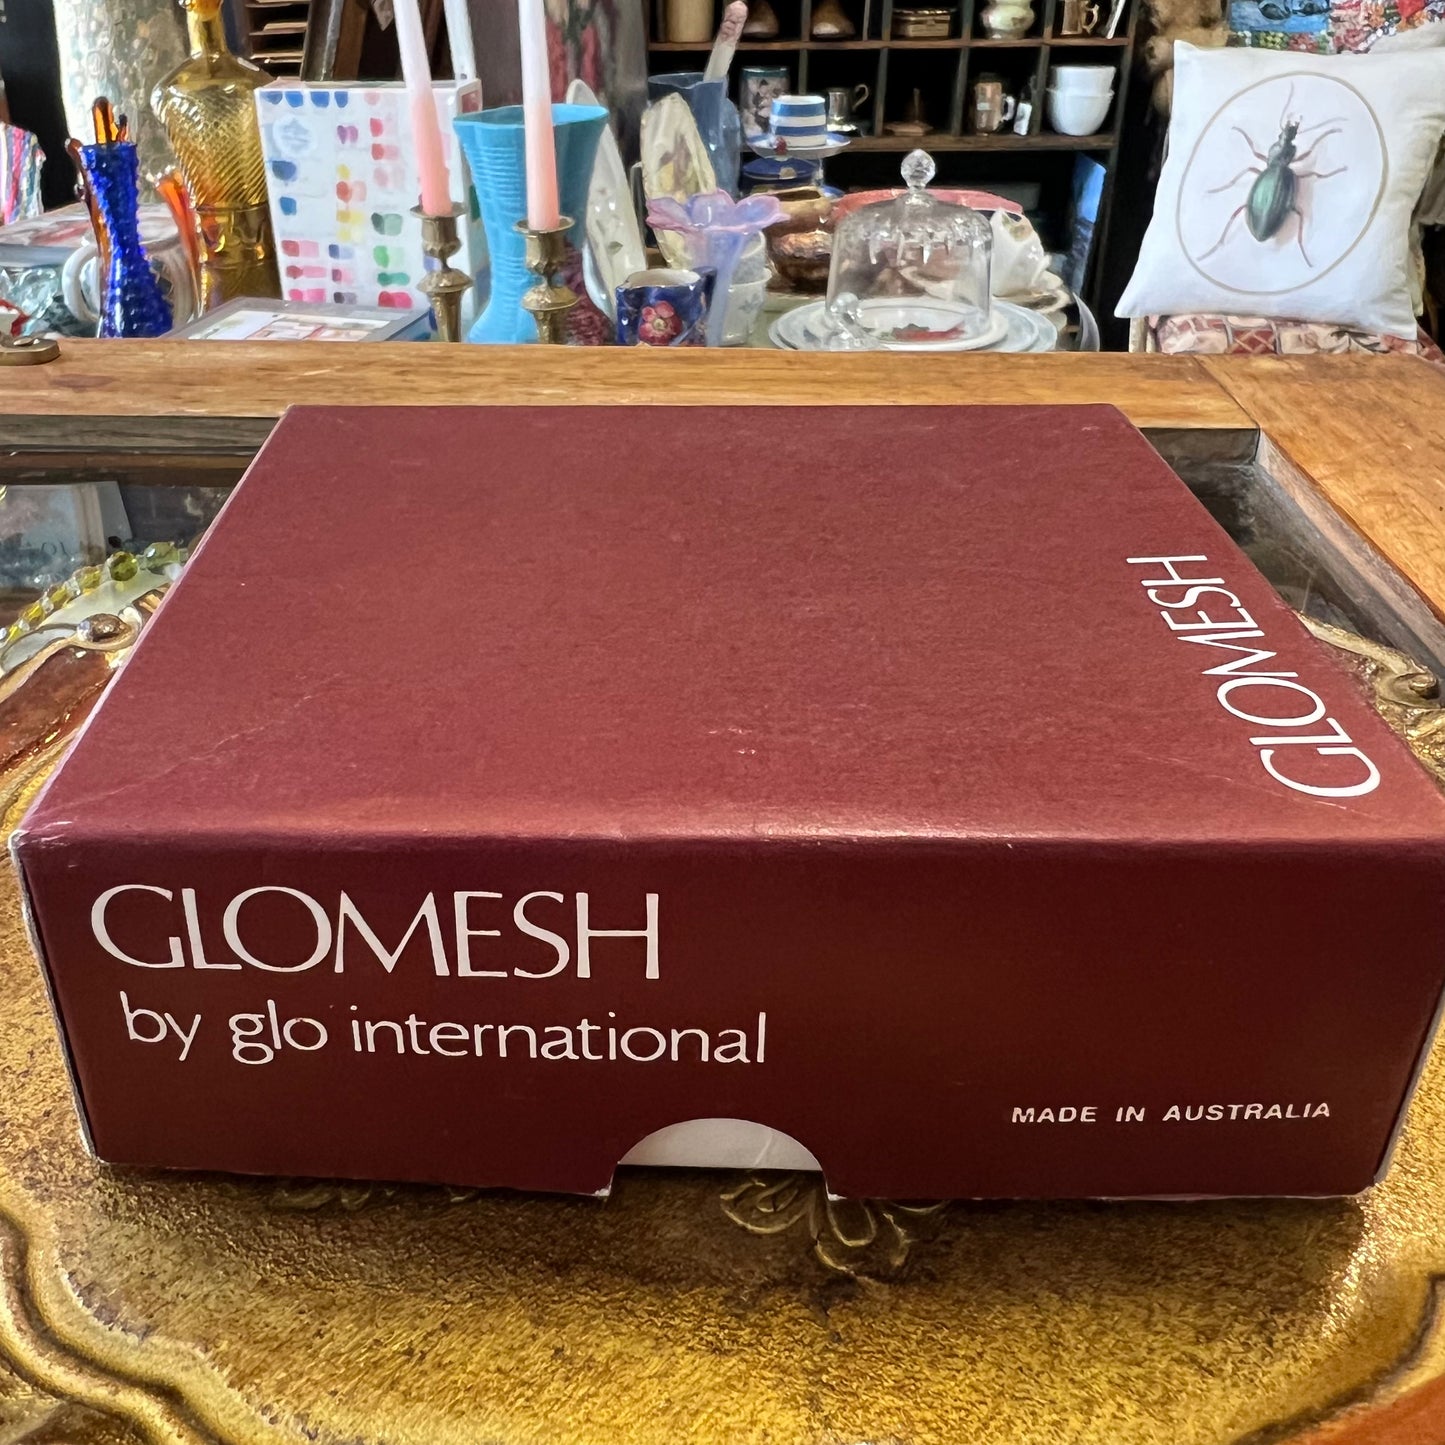 GLOMESH
GLOMESH
by glo international
MADE IN AUSTRALIA